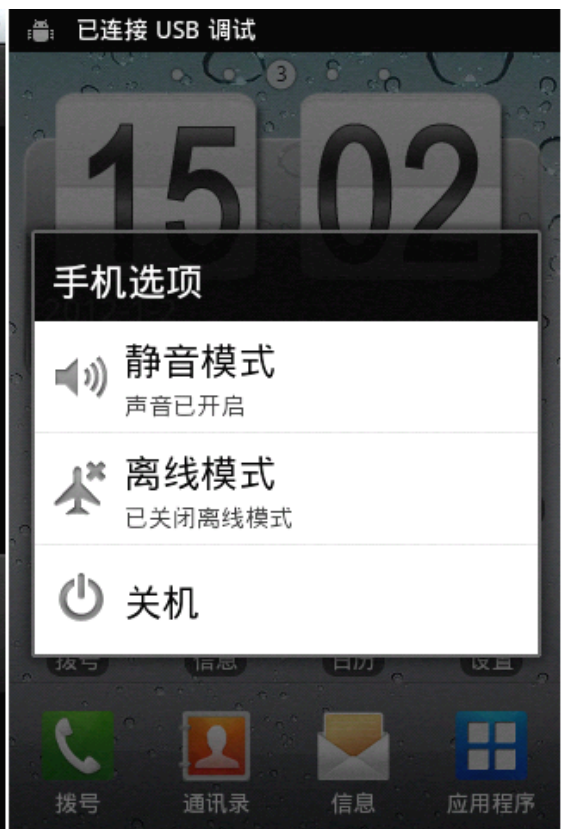 已连接 USB 调试
3
15 02
手机选项
静音模式
声音已开启
离线模式
已关闭离线模式
关机
拨号 信息 日历 设置
拨号 通讯录 信息 应用程序